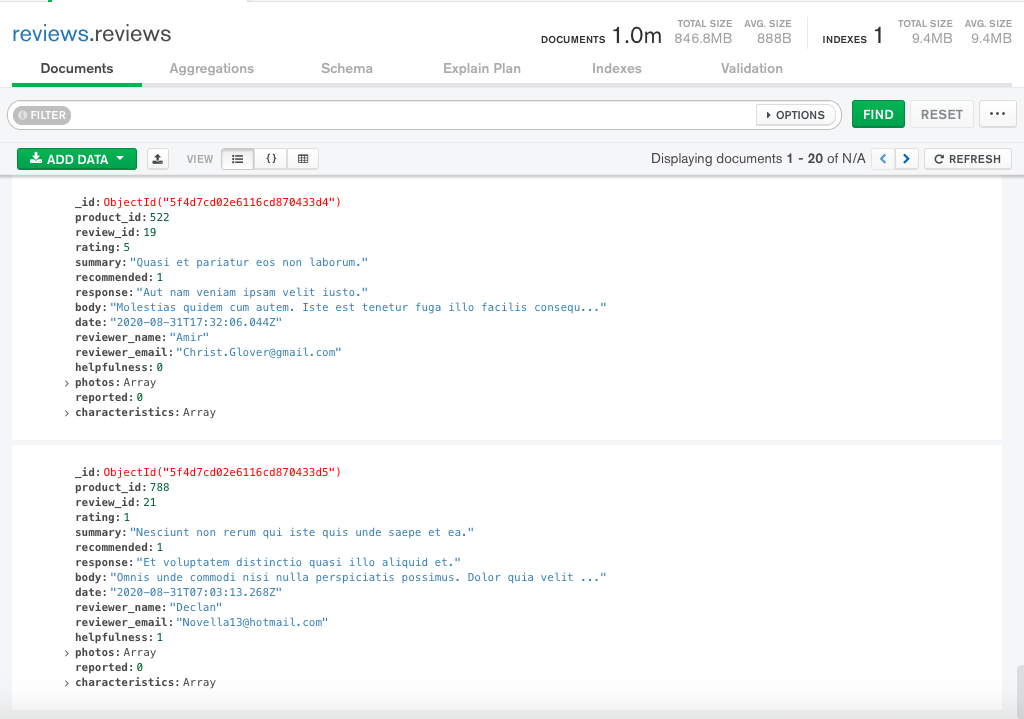 reviews.reviews
DOCUMENTS 1.0m TOTAL SIZE 846.8MB AVG. SIZE 888B INDEXES 1 TOTAL SIZE 9.4MB AVG. SIZE 9.4MB
Documents Aggregations Schema Explain Plan Indexes Validation
FILTER OPTIONS FIND RESET ...
ADD DATA VIEW {} Displaying documents 1 - 20 of N/A < > REFRESH
_id: ObjectId("5f4d7cd02e6116cd870433d4")
product_id: 522
review_id: 19
rating: 5
summary: "Quasi et pariatur eos non laborum."
recommended: 1
response: "Aut nam veniam ipsam velit iusto."
body: "Molestias quidem cum autem. Iste est tenetur fuga illo facilis consequ..."
date: "2020-08-31T17:32:06.044Z"
reviewer_name: "Amir"
reviewer_email: "Christ.Glover@gmail.com"
helpfulness: 0
> photos: Array
reported: 0
> characteristics: Array
_id: ObjectId("5f4d7cd02e6116cd870433d5")
product_id: 788
review_id: 21
rating: 1
summary: "Nesciunt non rerum qui iste quis unde saepe et ea."
recommended: 1
response: "Et voluptatem distinctio quasi illo aliquid et."
body: "Omnis unde commodi nisi nulla perspiciatis possimus. Dolor quia velit ..."
date: "2020-08-31T07:03:13.268Z"
reviewer_name: "Declan"
reviewer_email: "Novella13@hotmail.com"
helpfulness: 1
> photos: Array
reported: 0
> characteristics: Array